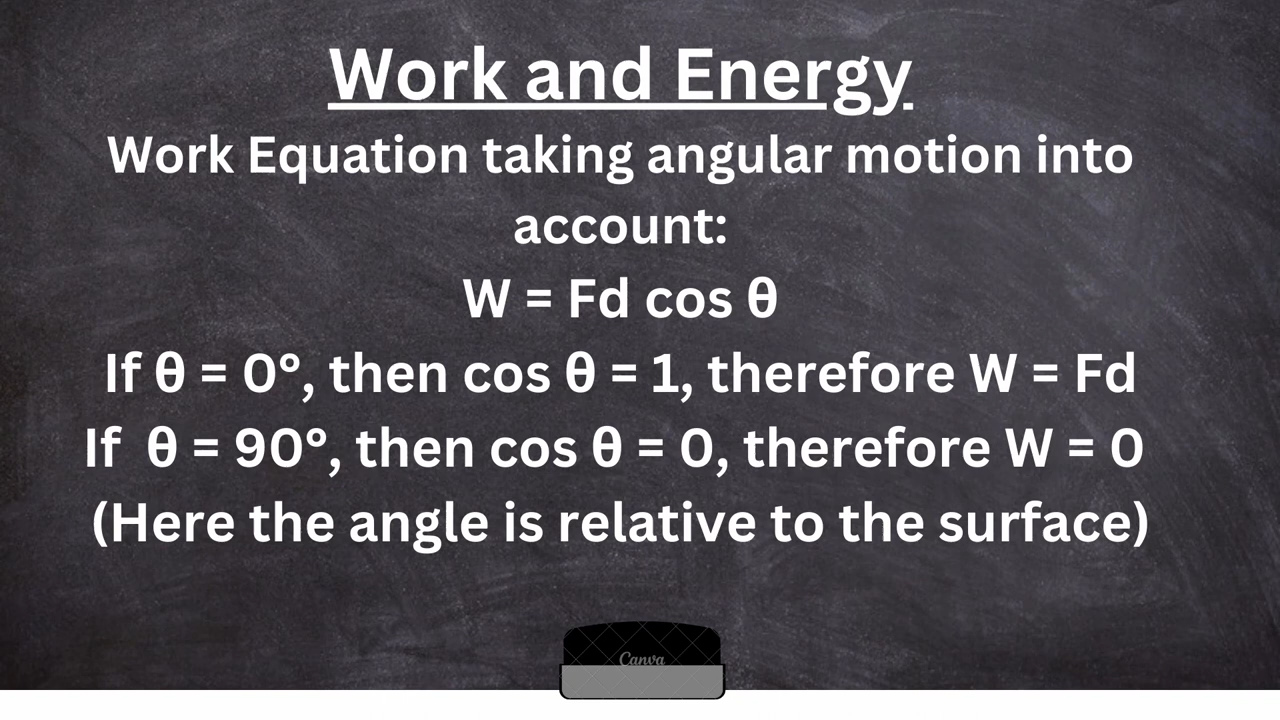 Work and Energy
Work Equation taking angular motion into
account:
W = Fd cos θ
If θ = 0°, then cos θ = 1, therefore W = Fd
If  θ = 90°, then cos θ = 0, therefore W = 0
(Here the angle is relative to the surface)
Canva